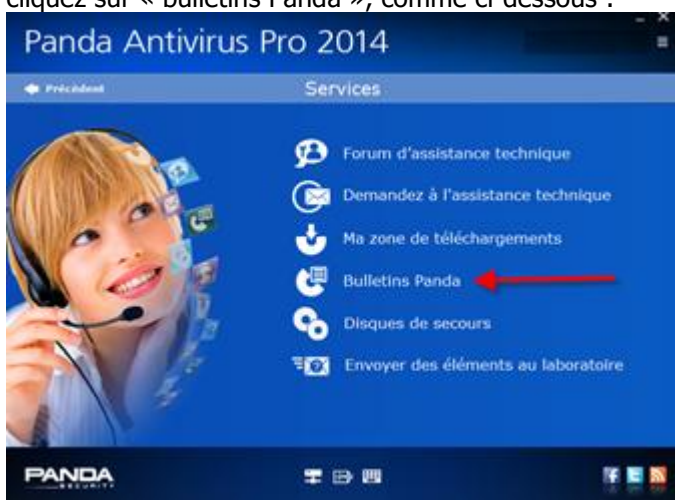 cliquez sur « bulletins Panda », comme ci dessous :
Panda Antivirus Pro 2014
Précédent
Services
Forum d'assistance technique
Demandez à l'assistance technique
Ma zone de téléchargements
Bulletins Panda
Disques de secours
Envoyer des éléments au laboratoire
PANDA
SECURITY